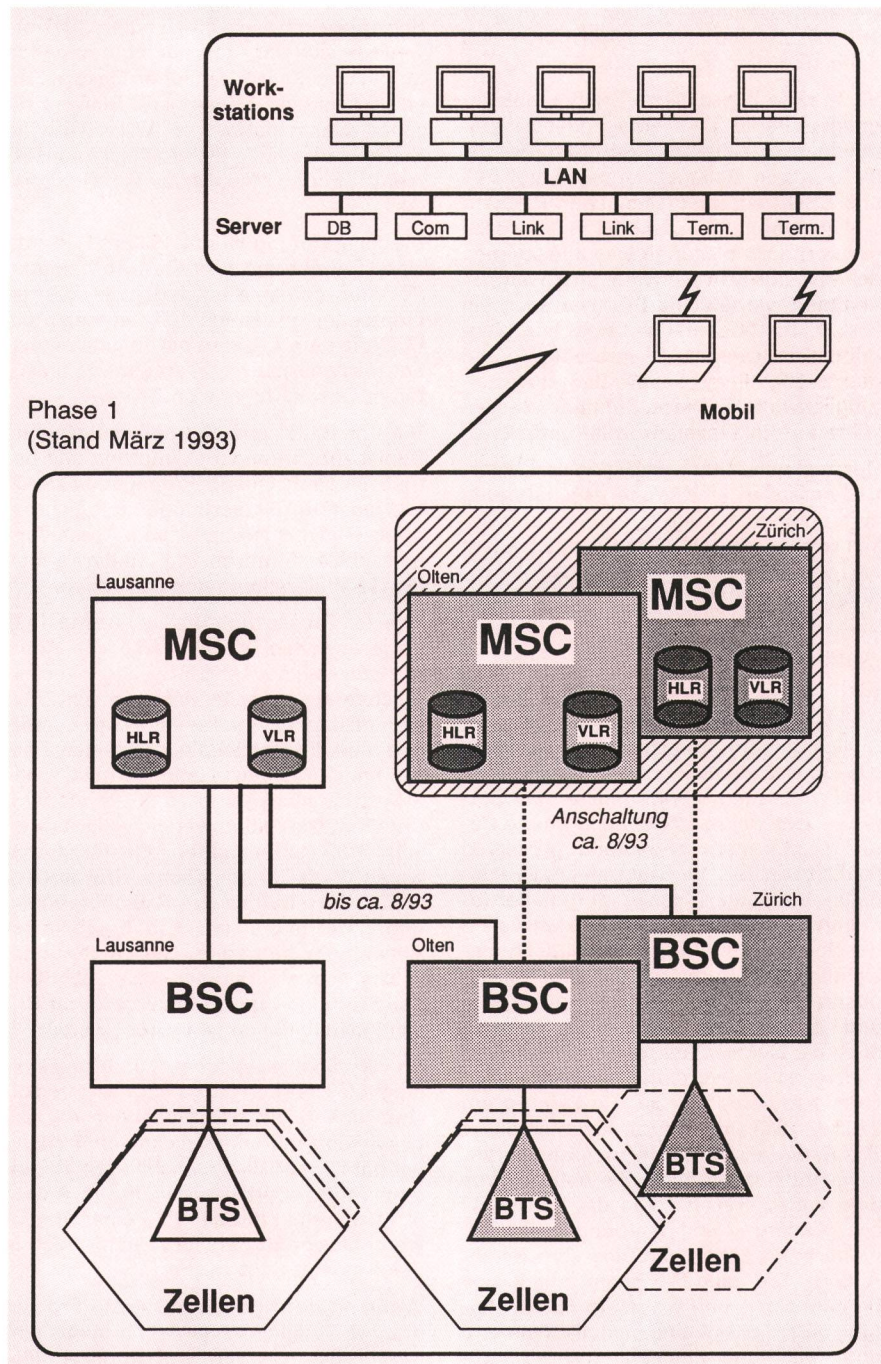 Work-
stations
LAN
Server
DB
Com
Link
Link
Term.
Term.
Mobil
Phase 1
(Stand März 1993)
Zürich
Lausanne
Olten
MSC
MSC
MSC
HLR
VLR
HLR
VLR
HLR
VLR
Anschaltung
ca. 8/93
bis ca. 8/93
Zürich
Lausanne
Olten
BSC
BSC
BSC
BTS
BTS
BTS
Zellen
Zellen
Zellen